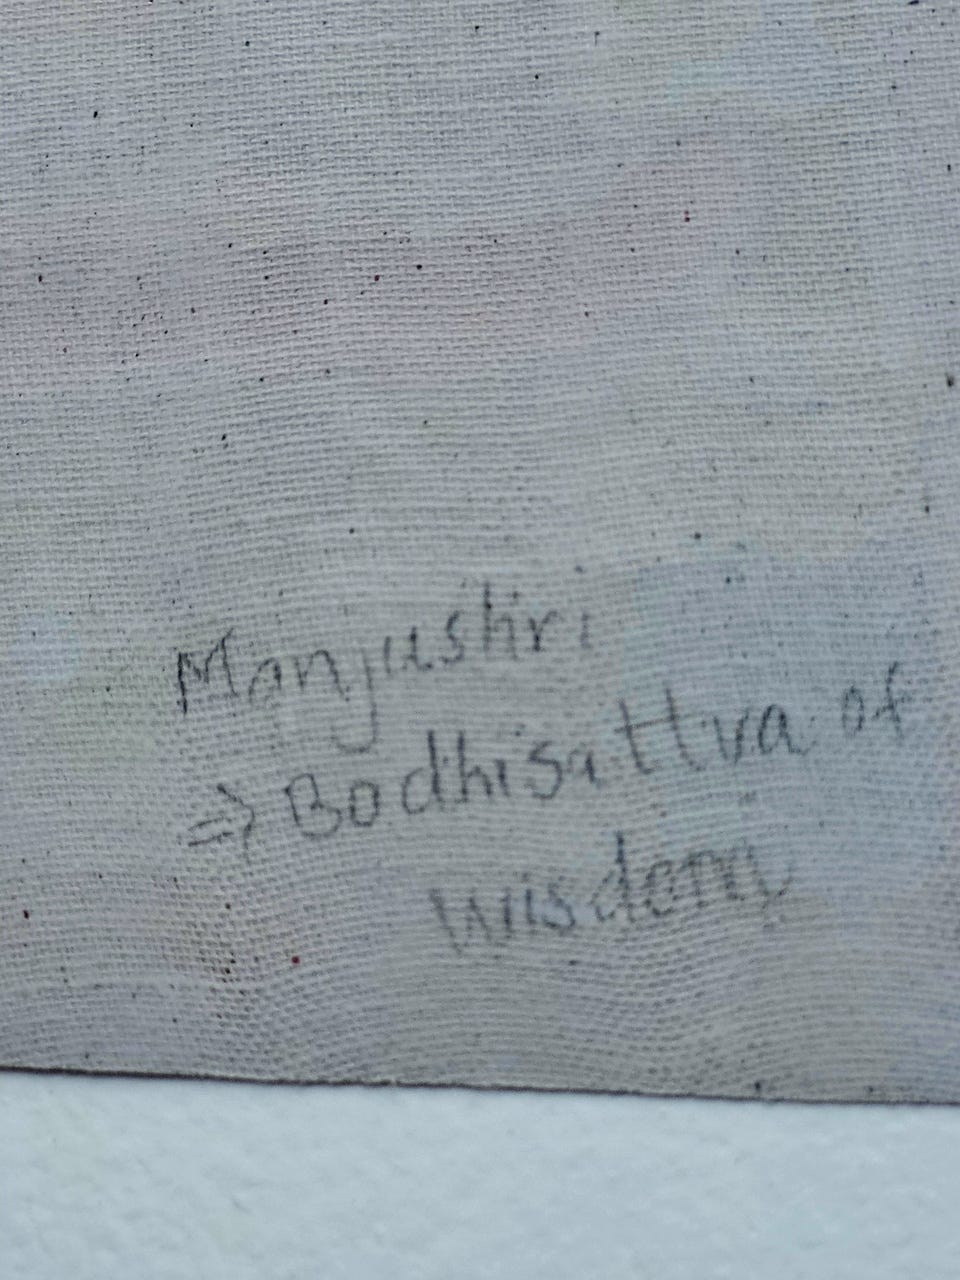 Manjushri
=> Bodhisattva of
wisdom